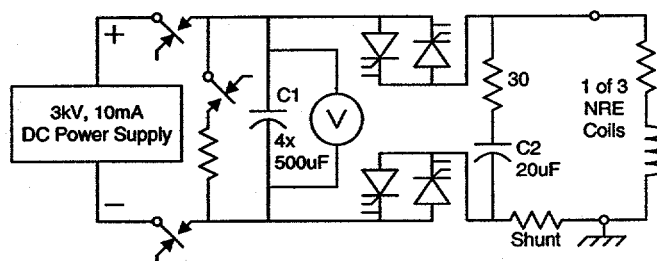 +
3kV, 10mA
DC Power Supply
−
C1
4x
500uF
V
30
C2
20uF
Shunt
1 of 3
NRE
Coils